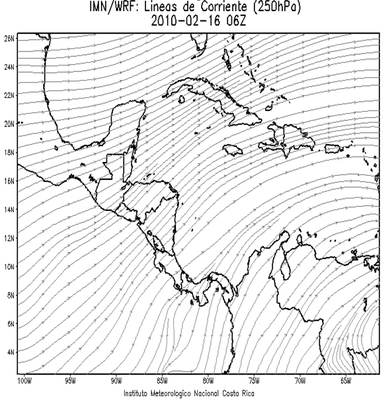 IMN/WRF: Lineas de Corriente (250hPa)
2010-02-16 06Z
26N
24N
22N
20N
18N
16N
14N
12N
10N
8N
6N
4N
100W 95W 90W 85W 80W 75W 70W 65W
Instituto Meteorologico Nacional Costa Rica